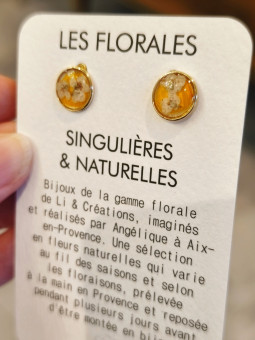 LES FLORALES
SINGULIÈRES
& NATURELLES
Bijoux de la gamme florale
de Li & Créations, imaginés
et réalisés par Angélique à Aix-
en-Provence. Une sélection
en fleurs naturelles qui varie
au fil des saisons et selon
les floraisons, prélevée
à la main en Provence et reposée
pendant plusieurs jours avant
d'être montée en bijou